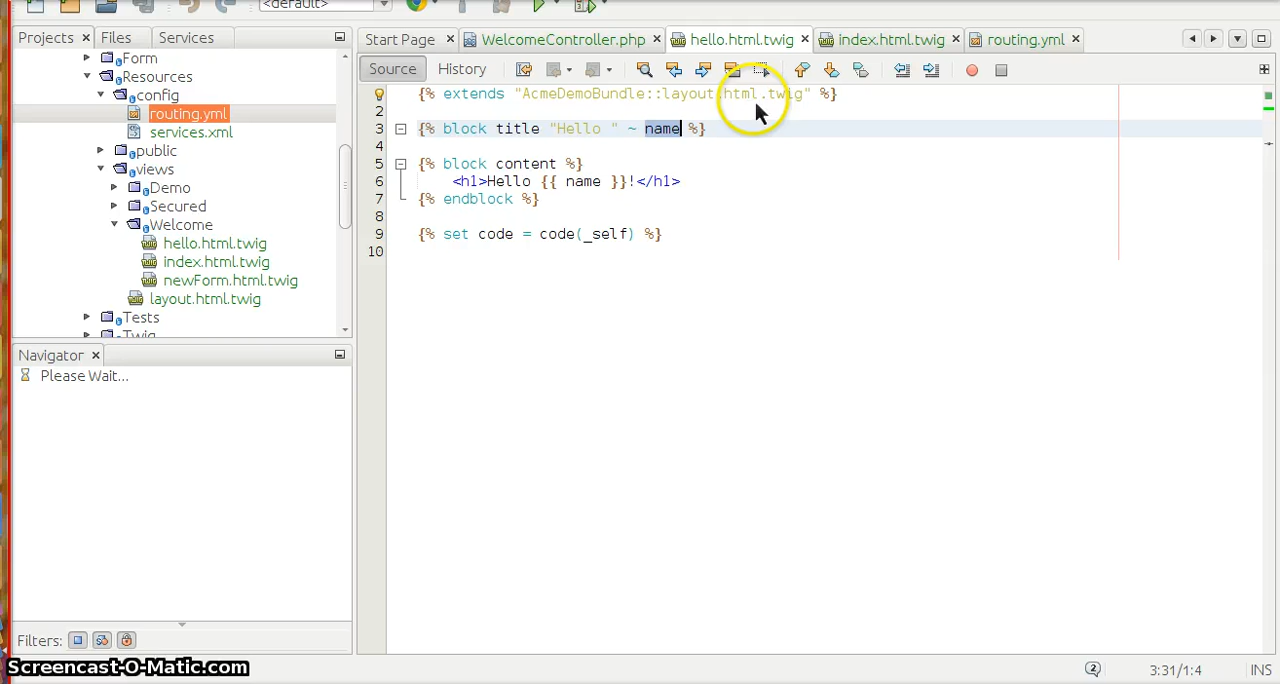 <default>
Projects Files Services
Form
Resources
config
routing.yml
services.xml
public
views
Demo
Secured
Welcome
hello.html.twig
index.html.twig
newForm.html.twig
layout.html.twig
Tests
Twig
Navigator
Please Wait...
Filters:
Start Page WelcomeController.php hello.html.twig index.html.twig routing.yml
Source History
{% extends "AcmeDemoBundle::layout.html.twig" %}
2
3 {% block title "Hello " ~ name %}
4
5 {% block content %}
6 <h1>Hello {{ name }}!</h1>
7 {% endblock %}
8
9 {% set code = code(_self) %}
10
2 3:31/1:4 INS
Screencast-O-Matic.com